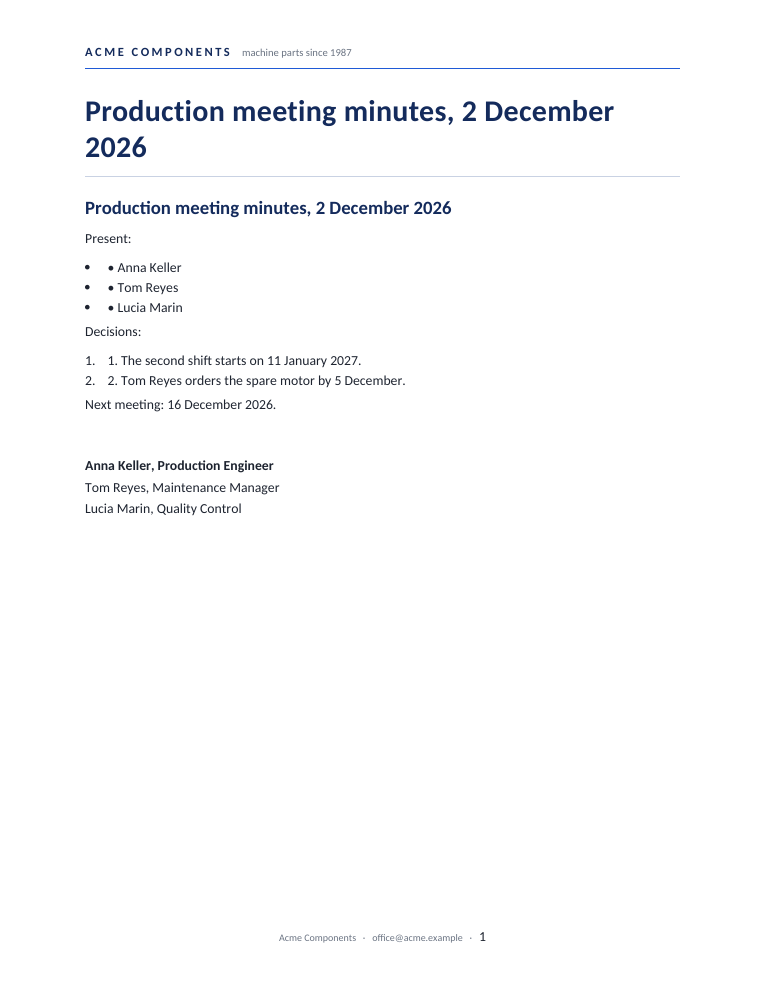 ACME COMPONENTS machine parts since 1987
Production meeting minutes, 2 December
2026
Production meeting minutes, 2 December 2026
Present:
• • Anna Keller
• • Tom Reyes
• • Lucia Marin
Decisions:
1. 1. The second shift starts on 11 January 2027.
2. 2. Tom Reyes orders the spare motor by 5 December.
Next meeting: 16 December 2026.
Anna Keller, Production Engineer
Tom Reyes, Maintenance Manager
Lucia Marin, Quality Control
Acme Components · office@acme.example · 1